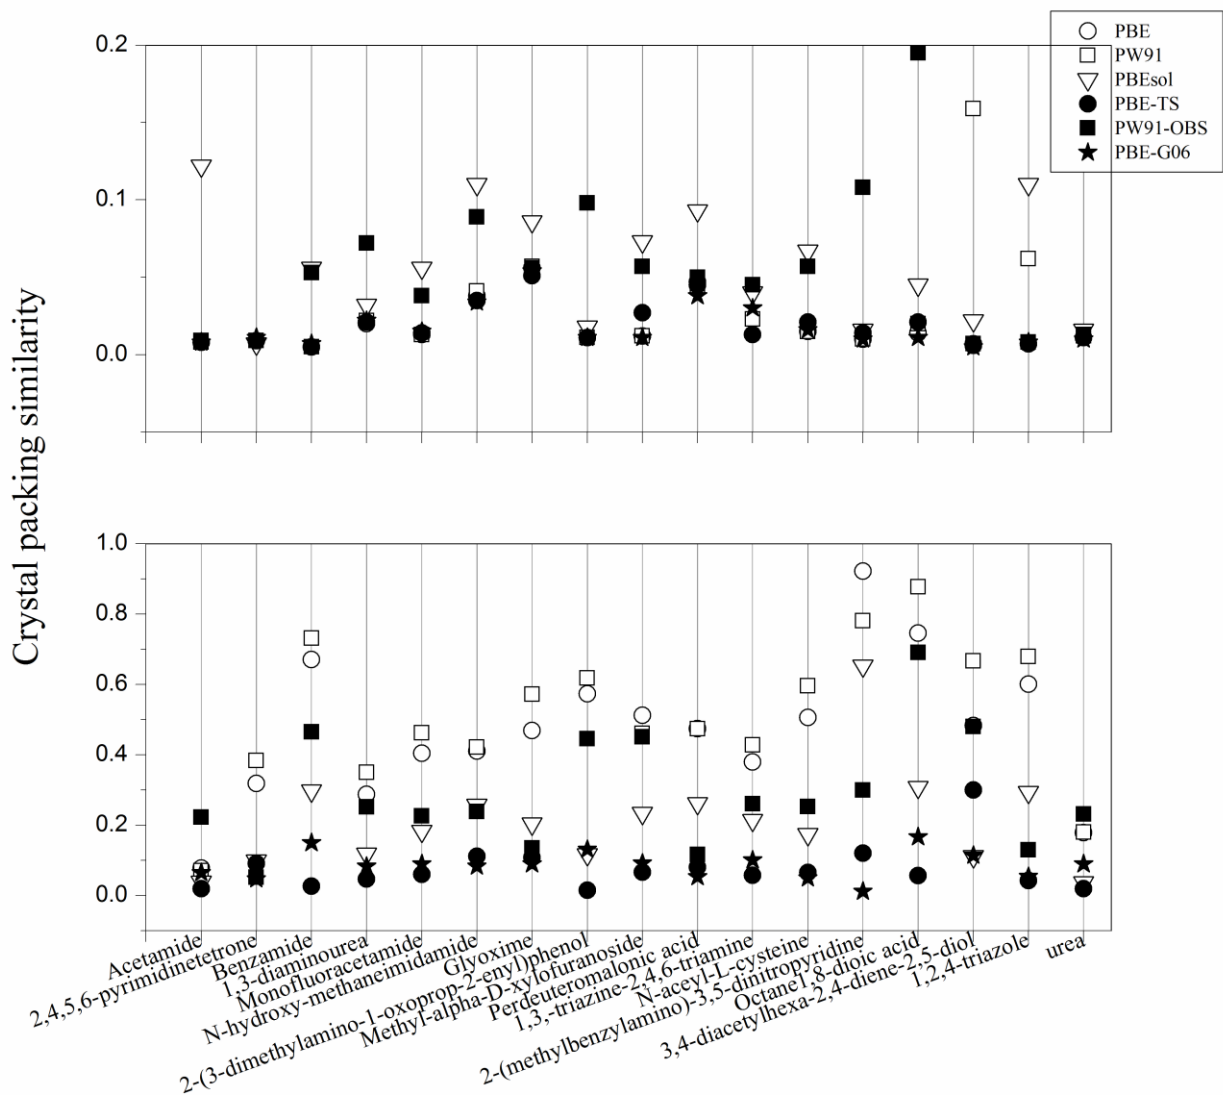 PBE
PW91
PBEsol
PBE-TS
PW91-OBS
PBE-G06
0.2
0.1
0.0
Crystal packing similarity
1.0
0.8
0.6
0.4
0.2
0.0
Acetamide
2,4,5,6-pyrimidinetetrone
Benzamide
1,3-diaminourea
Monofluoracetamide
N-hydroxy-methaneimidamide
Glyoxime
2-(3-dimethylamino-1-oxoprop-2-enyl)phenol
Methyl-alpha-D-xylofuranoside
Perdeuteromalonic acid
1,3,-triazine-2,4,6-triamine
N-aceyl-L-cysteine
2-(methylbenzylamino)-3,5-dinitropyridine
Octane1,8-dioic acid
3,4-diacetylhexa-2,4-diene-2,5-diol
1,2,4-triazole
urea